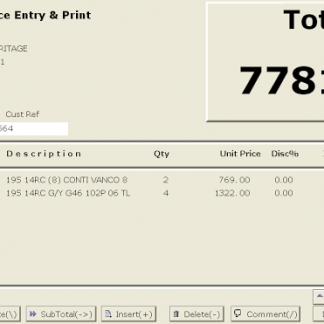 ce Entry & Print
Tot
RITAGE
1
778
Cust Ref
564
Description Qty Unit Price Disc%
195 14RC (8) CONTI VANCO 8 2 769.00 0.00
195 14RC G/Y G46 102P 06 TL 4 1322.00 0.00
e(\) SubTotal(->) Insert(+) Delete(-) Comment(/)